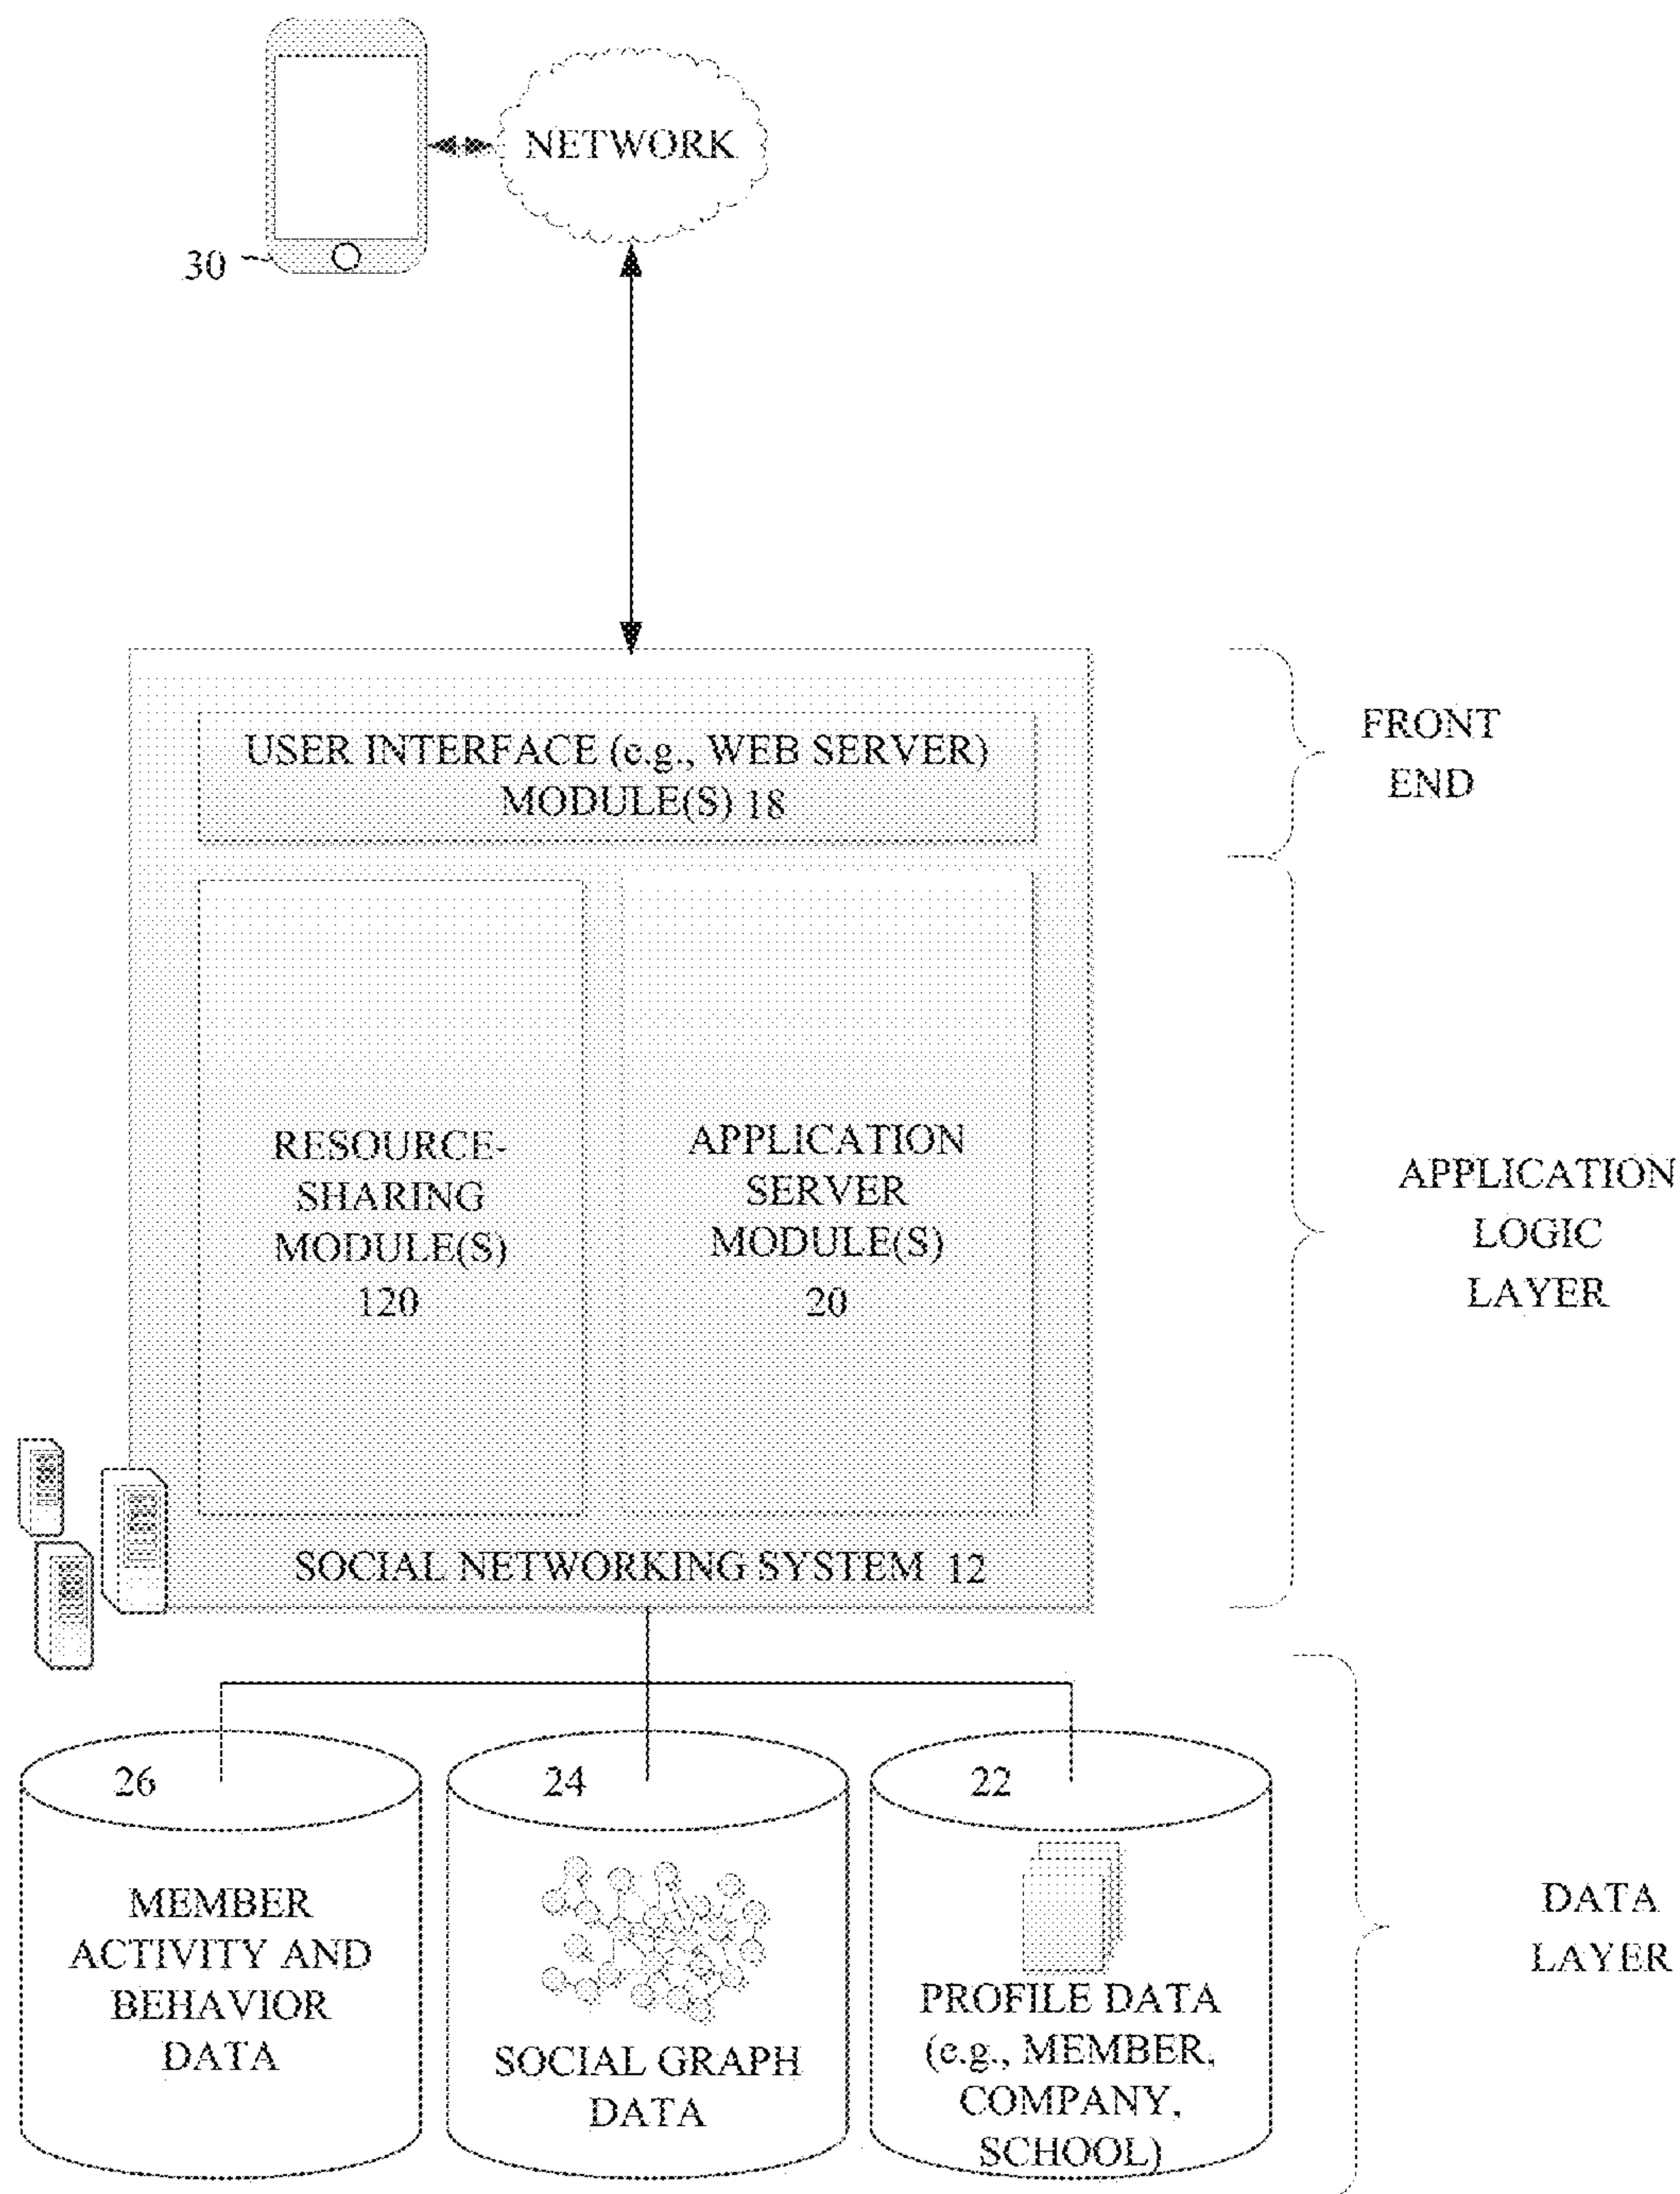 NETWORK
30
USER INTERFACE (e.g., WEB SERVER)
MODULE(S) 18
FRONT
END
RESOURCE-
SHARING
MODULE(S)
120
APPLICATION
SERVER
MODULE(S)
20
APPLICATION
LOGIC
LAYER
SOCIAL NETWORKING SYSTEM 12
26
MEMBER
ACTIVITY AND
BEHAVIOR
DATA
24
SOCIAL GRAPH
DATA
22
PROFILE DATA
(e.g., MEMBER,
COMPANY,
SCHOOL)
DATA
LAYER